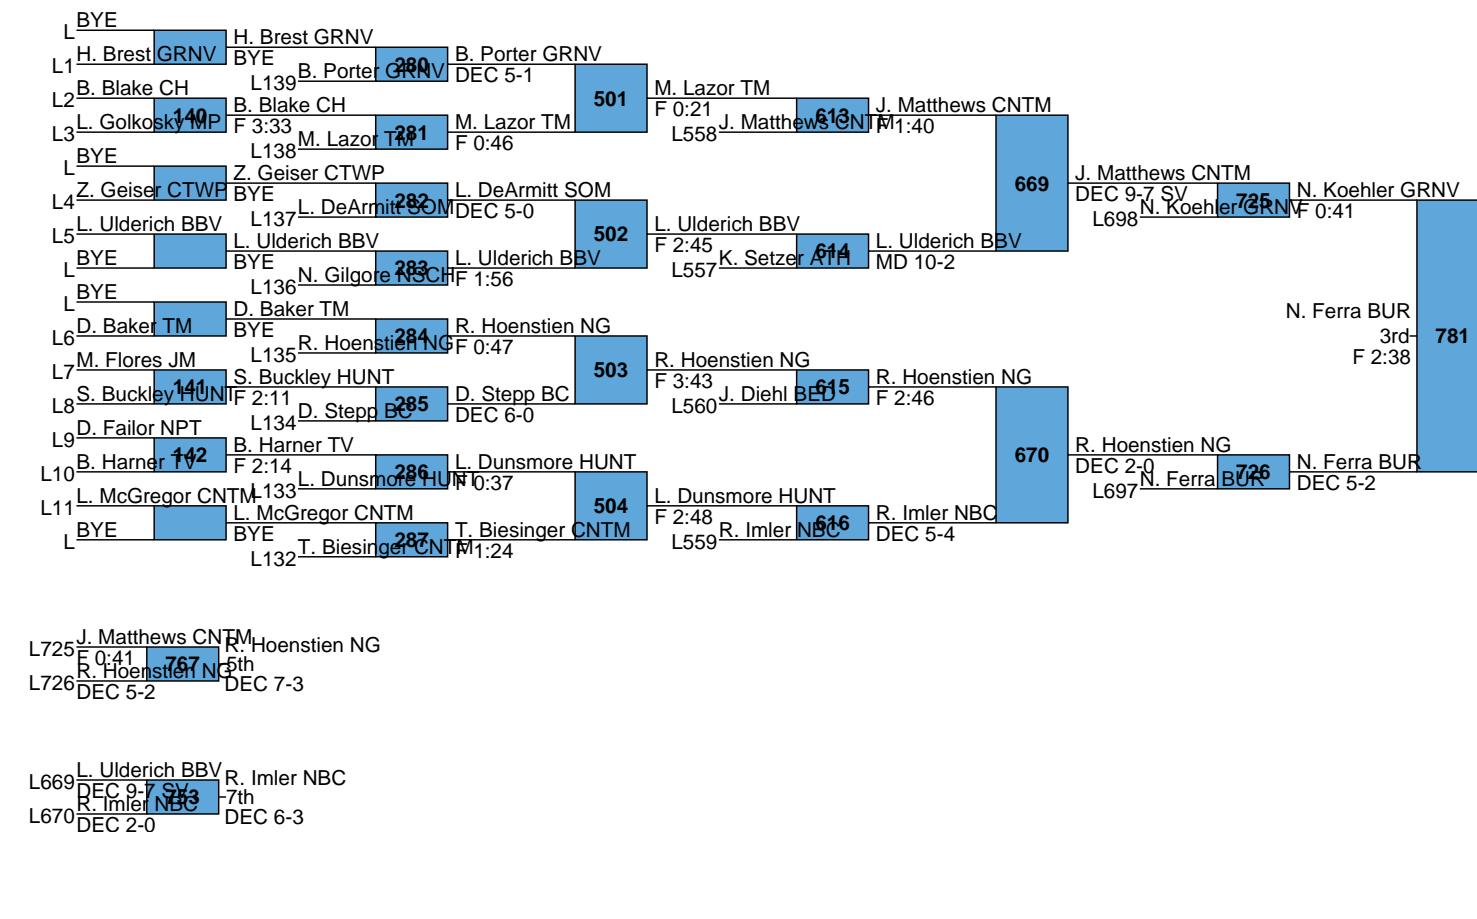 BYE
L
H. Brest GRNV
L1
H. Brest GRNV
BYE
280
L139
B. Porter GRNV
B. Porter GRNV
DEC 5-1
B. Blake CH
L2
140
L. Golkosky MP
L3
B. Blake CH
F 3:33
281
L138
M. Lazor TM
M. Lazor TM
F 0:46
501
M. Lazor TM
F 0:21
613
L558
J. Matthews CNTM
J. Matthews CNTM
F 1:40
BYE
L
Z. Geiser CTWP
L4
Z. Geiser CTWP
BYE
282
L137
L. DeArmitt SOM
L. DeArmitt SOM
DEC 5-0
L. Ulderich BBV
L5
BYE
L
L. Ulderich BBV
BYE
283
L136
N. Gilgore NSCH
L. Ulderich BBV
F 1:56
502
L. Ulderich BBV
F 2:45
614
L557
K. Setzer ATH
L. Ulderich BBV
MD 10-2
669
J. Matthews CNTM
DEC 9-7 SV
725
L698
N. Koehler GRNV
N. Koehler GRNV
F 0:41
BYE
L
D. Baker TM
L6
D. Baker TM
BYE
284
L135
R. Hoenstien NG
R. Hoenstien NG
F 0:47
M. Flores JM
L7
141
S. Buckley HUNT
L8
S. Buckley HUNT
F 2:11
285
L134
D. Stepp BC
D. Stepp BC
DEC 6-0
503
R. Hoenstien NG
F 3:43
615
L560
J. Diehl BED
R. Hoenstien NG
F 2:46
D. Failor NPT
L9
142
B. Harner TV
L10
B. Harner TV
F 2:14
286
L133
L. Dunsmore HUNT
L. Dunsmore HUNT
F 0:37
L. McGregor CNTM
L11
BYE
L
L. McGregor CNTM
BYE
287
L132
T. Biesinger CNTM
T. Biesinger CNTM
F 1:24
504
L. Dunsmore HUNT
F 2:48
616
L559
R. Imler NBC
R. Imler NBC
DEC 5-4
670
R. Hoenstien NG
DEC 2-0
726
L697
N. Ferra BUR
N. Ferra BUR
DEC 5-2
781
N. Ferra BUR
3rd
F 2:38
J. Matthews CNTM
L725
F 0:41
767
R. Hoenstien NG
L726
DEC 5-2
R. Hoenstien NG
5th
DEC 7-3
L. Ulderich BBV
L669
DEC 9-7 SV
753
R. Imler NBC
L670
DEC 2-0
R. Imler NBC
7th
DEC 6-3